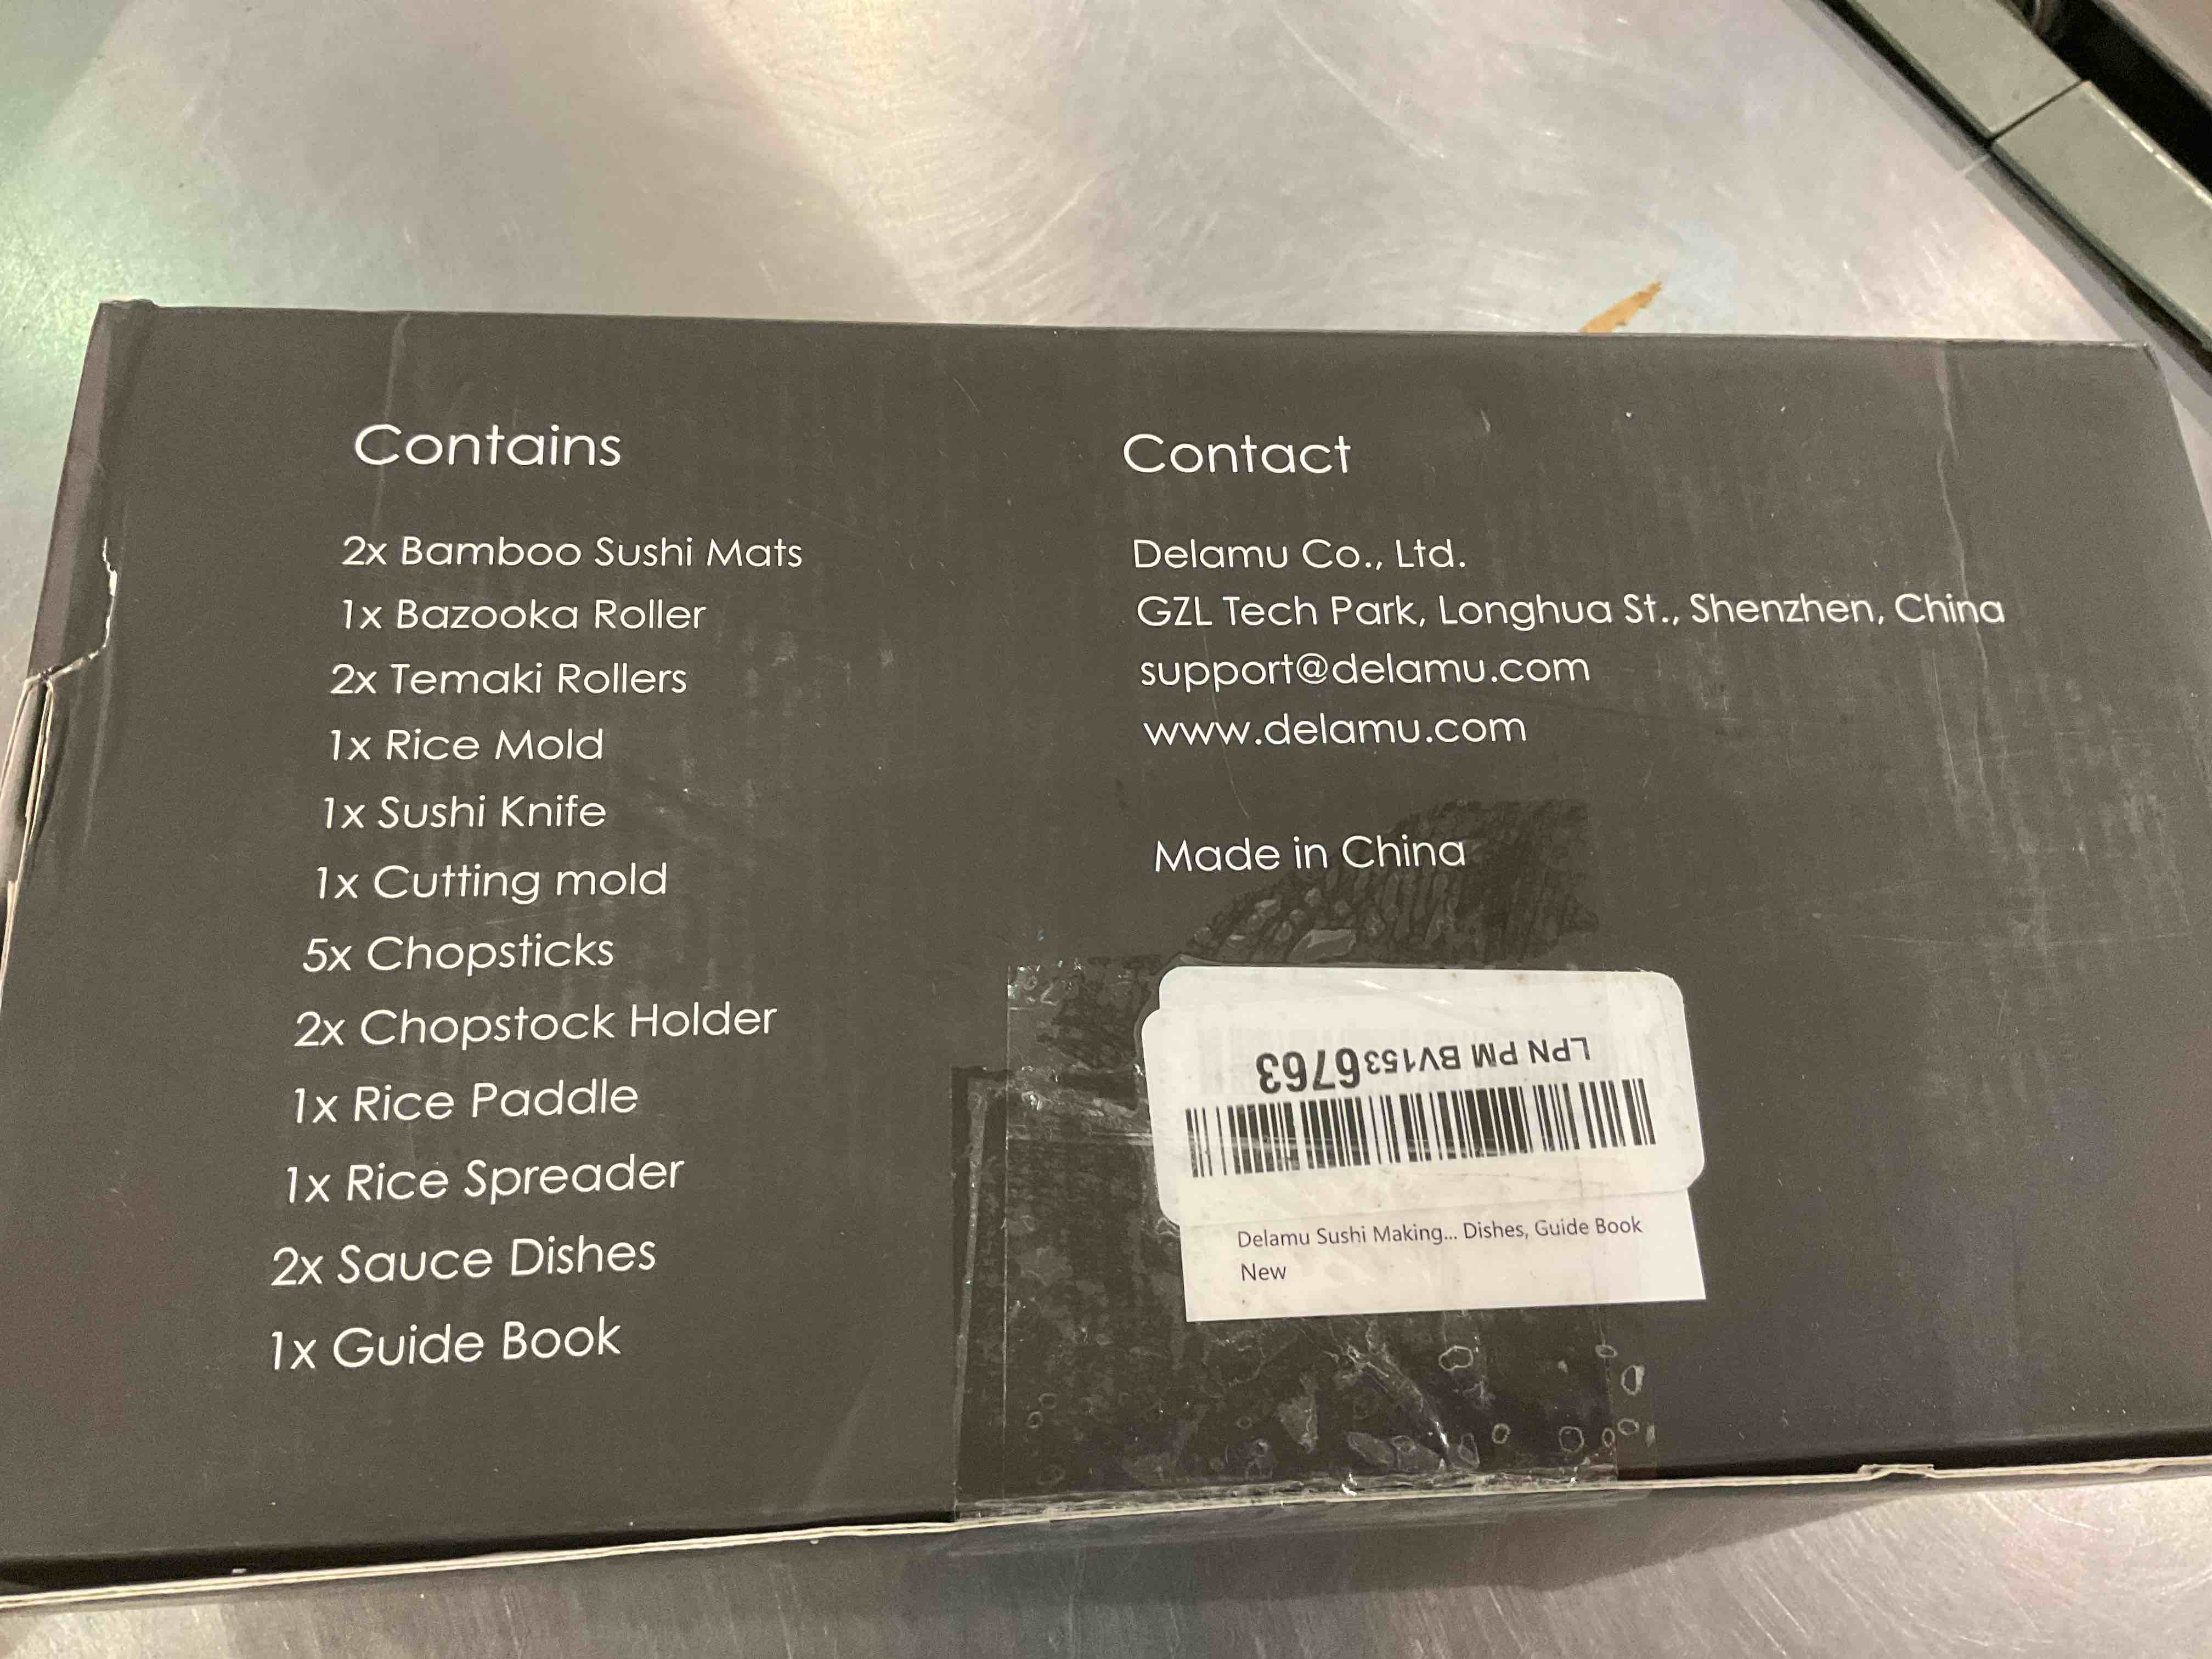 Contains
2x Bamboo Sushi Mats
1x Bazooka Roller
2x Temaki Rollers
1x Rice Mold
1x Sushi Knife
1x Cutting mold
5x Chopsticks
2x Chopstock Holder
1x Rice Paddle
1x Rice Spreader
2x Sauce Dishes
1x Guide Book
Contact
Delamu Co., Ltd.
GZL Tech Park, Longhua St., Shenzhen, China
support@delamu.com
www.delamu.com
Made in China
LPN PM BV1536763
Delamu Sushi Making... Dishes, Guide Book
New